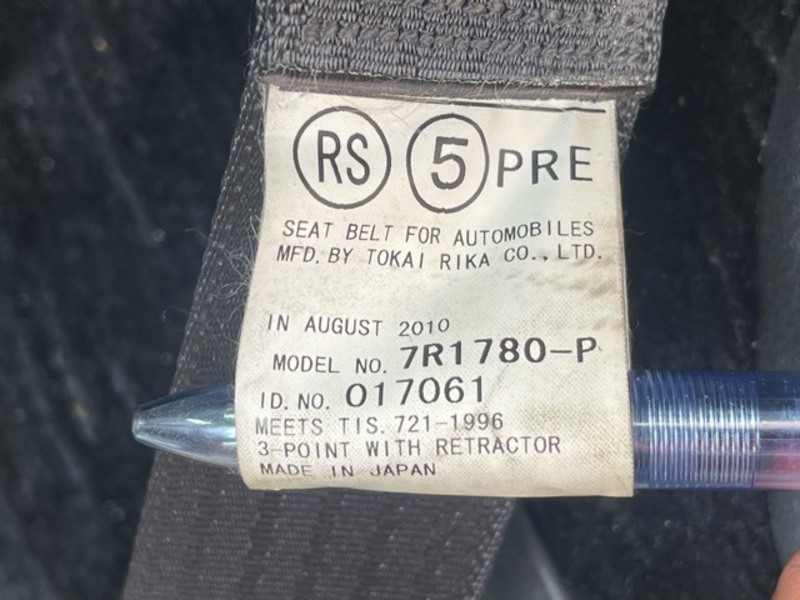 RS 5 PRE
SEAT BELT FOR AUTOMOBILES
MFD. BY TOKAI RIKA CO., LTD.
IN AUGUST 2010
MODEL NO. 7R1780-P
ID. NO. 017061
MEETS TIS. 721-1996
3-POINT WITH RETRACTOR
MADE IN JAPAN